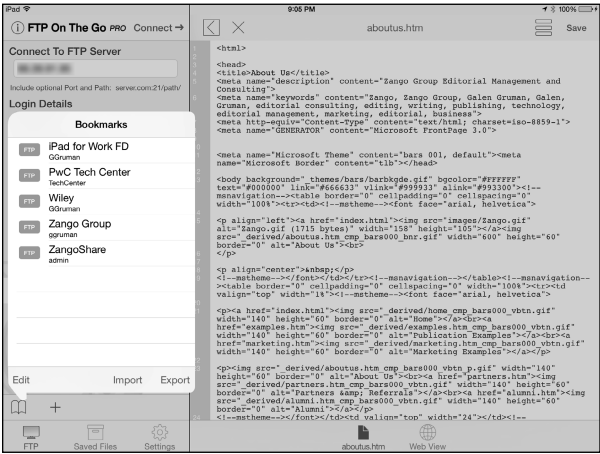 iPad
9:05 PM
100%
FTP On The Go PRO Connect →
aboutus.htm
Save
Connect To FTP Server
Include optional Port and Path: server.com:21/path/
Login Details
Bookmarks
FTP iPad for Work FD
GGruman
FTP PwC Tech Center
TechCenter
FTP Wiley
GGruman
FTP Zango Group
ggruman
FTP ZangoShare
admin
Edit Import Export
FTP Saved Files Settings
<html>
<head>
<title>About Us</title>
<meta name="description" content="Zango Group Editorial Management and
Consulting">
<meta name="keywords" content="Zango, Zango Group, Galen Gruman, Galen,
Gruman, editorial consulting, editing, writing, publishing, technology,
editorial management, marketing, editorial, business">
<meta http-equiv="Content-Type" content="text/html; charset=iso-8859-1">
<meta name="GENERATOR" content="Microsoft FrontPage 3.0">
<meta name="Microsoft Theme" content="bars 001, default"><meta
name="Microsoft Border" content="tlb"></head>
<body background="_themes/bars/barbkgde.gif" bgcolor="#FFFFFF"
text="#000000" link="#666633" vlink="#999933" alink="#993300"><!--
msnavigation--><table border="0" cellpadding="0" cellspacing="0"
width="100%"><tr><td><!--mstheme--><font face="arial, helvetica">
<p align="left"><a href="index.html"><img src="images/Zango.gif"
alt="Zango.gif (1715 bytes)" width="158" height="105"></a><img
src="_derived/aboutus.htm_cmp_bars000_bnr.gif" width="600" height="60"
border="0" alt="About Us"><br>
</p>
<p align="center">&nbsp;</p>
<!--mstheme--></font></td></tr><!--msnavigation--></table><!--msnavigation--
><table border="0" cellpadding="0" cellspacing="0" width="100%"><tr><td
valign="top" width="1%"><!--mstheme--><font face="arial, helvetica">
<p><a href="index.html"><img src="_derived/home_cmp_bars000_vbtn.gif"
width="140" height="60" border="0" alt="Home"></a><br><a
href="examples.htm"><img src="_derived/examples.htm_cmp_bars000_vbtn.gif"
width="140" height="60" border="0" alt="Publication Examples"></a><br><a
href="marketing.htm"><img src="_derived/marketing.htm_cmp_bars000_vbtn.gif"
width="140" height="60" border="0" alt="Marketing Examples"></a></p>
<p><img src="_derived/aboutus.htm_cmp_bars000_vbtn_p.gif" width="140"
height="60" border="0" alt="About Us"><br><a href="partners.htm"><img
src="_derived/partners.htm_cmp_bars000_vbtn.gif" width="140" height="60"
border="0" alt="Partners &amp; Referrals"></a><br><a href="alumni.htm"><img
src="_derived/alumni.htm_cmp_bars000_vbtn.gif" width="140" height="60"
border="0" alt="Alumni"></a></p>
<!--mstheme--></font></td><td valign="top" width="24"></td><!--
aboutus.htm Web View